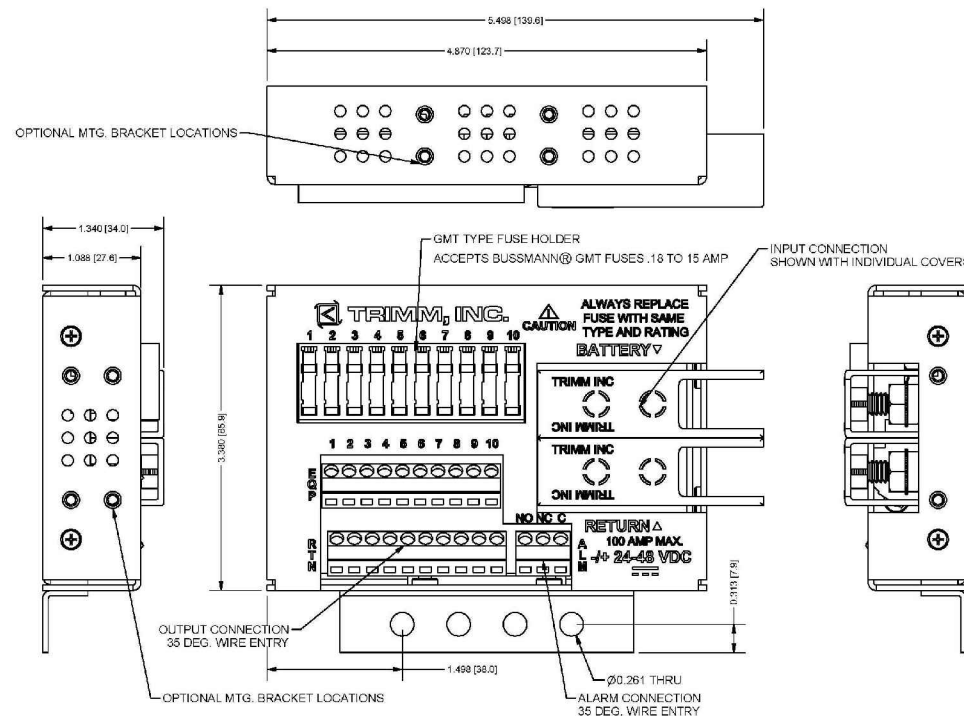 5.498 [139.6]
4.870 [123.7]
OPTIONAL MTG. BRACKET LOCATIONS
1.340 [34.0]
1.088 [27.6]
GMT TYPE FUSE HOLDER
ACCEPTS BUSSMANN® GMT FUSES .18 TO 15 AMP
INPUT CONNECTION
SHOWN WITH INDIVIDUAL COVERS
TRIMM, INC.
CAUTION
ALWAYS REPLACE
FUSE WITH SAME
TYPE AND RATING
BATTERY
1 2 3 4 5 6 7 8 9 10
TRIMM INC
TRIMM INC
3.380 [85.9]
1 2 3 4 5 6 7 8 9 10
TRIMM INC
TRIMM INC
NO NC C
RETURN
100 AMP MAX.
-/+ 24-48 VDC
RTN
ALM
0.313 [7.9]
OUTPUT CONNECTION
35 DEG. WIRE ENTRY
1.498 [38.0]
Ø0.261 THRU
OPTIONAL MTG. BRACKET LOCATIONS
ALARM CONNECTION
35 DEG. WIRE ENTRY